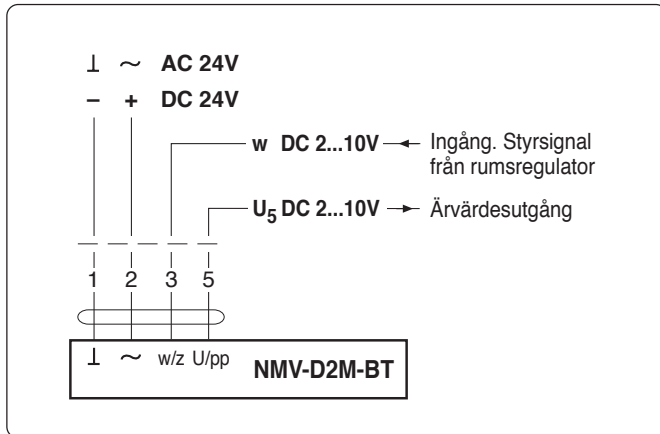 ⊥ ~ AC 24V
– + DC 24V
w DC 2...10V Ingång. Styrsignal
från rumsregulator
U5 DC 2...10V Ärvärdesutgång
1 2 3 5
⊥ ~ w/z U/pp NMV-D2M-BT